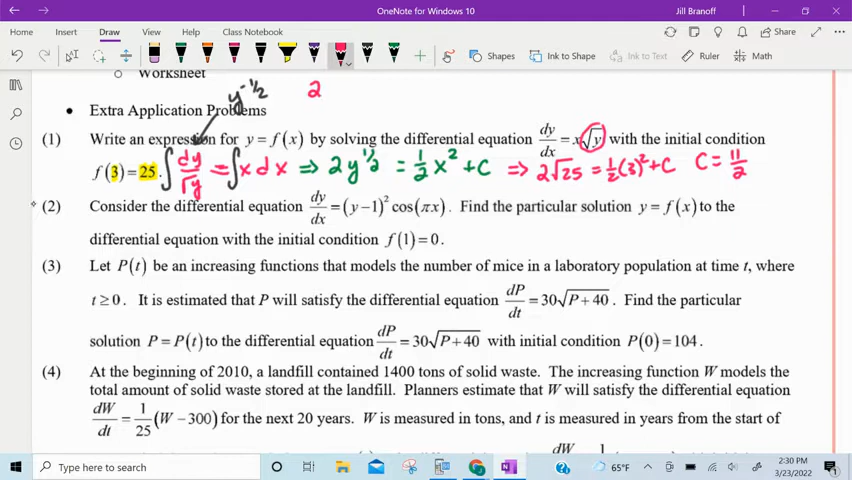 OneNote for Windows 10
Jill Branoff
Home Insert Draw View Help Class Notebook
Share
Shapes Ink to Shape Ink to Text Ruler Math
Worksheet
y^-1/2 2
• Extra Application Problems
(1) Write an expression for y = f(x) by solving the differential equation dy/dx = x√y with the initial condition
f(3) = 25. ∫ dy/√y = ∫ x dx ⇒ 2y^1/2 = 1/2 x² + C ⇒ 2√25 = 1/2(3)² + C C = 11/2
(2) Consider the differential equation dy/dx = (y−1)² cos(πx). Find the particular solution y = f(x) to the
differential equation with the initial condition f(1) = 0.
(3) Let P(t) be an increasing functions that models the number of mice in a laboratory population at time t, where
t ≥ 0. It is estimated that P will satisfy the differential equation dP/dt = 30√(P+40). Find the particular
solution P = P(t) to the differential equation dP/dt = 30√(P+40) with initial condition P(0) = 104.
(4) At the beginning of 2010, a landfill contained 1400 tons of solid waste. The increasing function W models the
total amount of solid waste stored at the landfill. Planners estimate that W will satisfy the differential equation
dW/dt = 1/25 (W − 300) for the next 20 years. W is measured in tons, and t is measured in years from the start of
dW 1
Type here to search
65°F
2:30 PM
3/23/2022